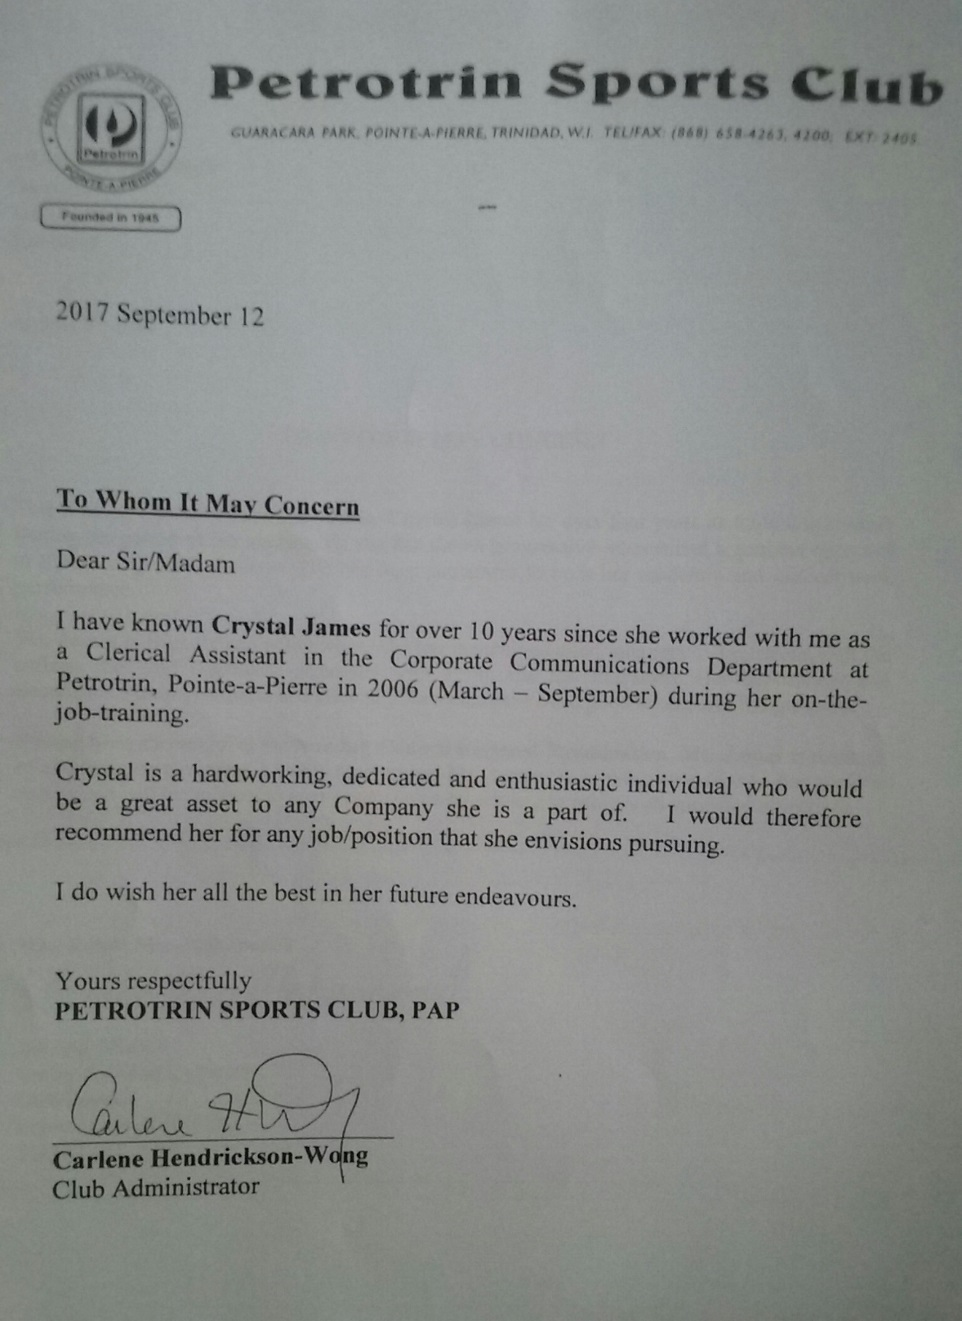 Petrotrin Sports Club
GUARACARA PARK, POINTE-A-PIERRE, TRINIDAD, W.I. TEL/FAX: (868) 658-4263, 4200; EXT: 2405
PETROTRIN SPORTS CLUB
Petrotrin
POINTE-A-PIERRE
Founded in 1945
2017 September 12
To Whom It May Concern
Dear Sir/Madam
I have known Crystal James for over 10 years since she worked with me as
a Clerical Assistant in the Corporate Communications Department at
Petrotrin, Pointe-a-Pierre in 2006 (March – September) during her on-the-
job-training.
Crystal is a hardworking, dedicated and enthusiastic individual who would
be a great asset to any Company she is a part of. I would therefore
recommend her for any job/position that she envisions pursuing.
I do wish her all the best in her future endeavours.
Yours respectfully
PETROTRIN SPORTS CLUB, PAP
Carlene
Carlene Hendrickson-Wong
Club Administrator